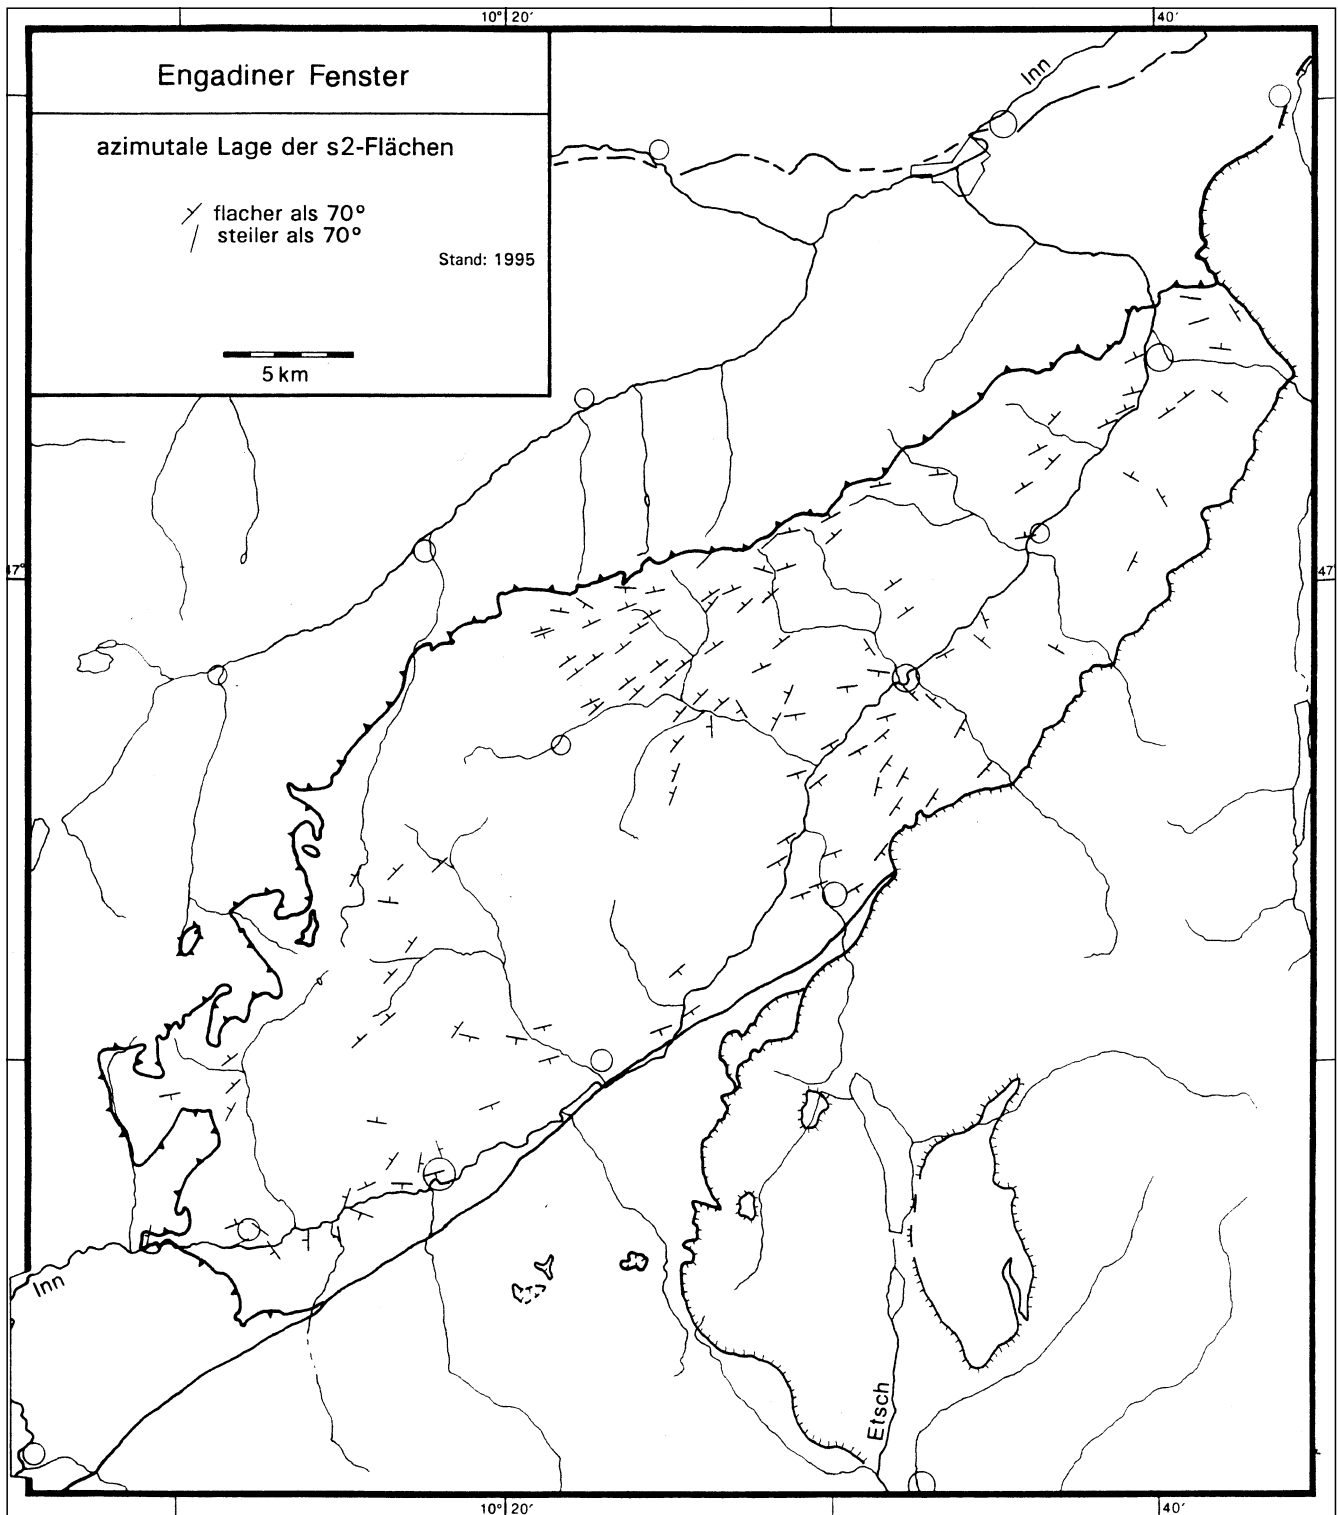 10° 20′
40′
Engadiner Fenster
azimutale Lage der s2-Flächen
flacher als 70°
steiler als 70°
Stand: 1995
5 km
Inn
47°
47°
Inn
Etsch
10° 20′
40′